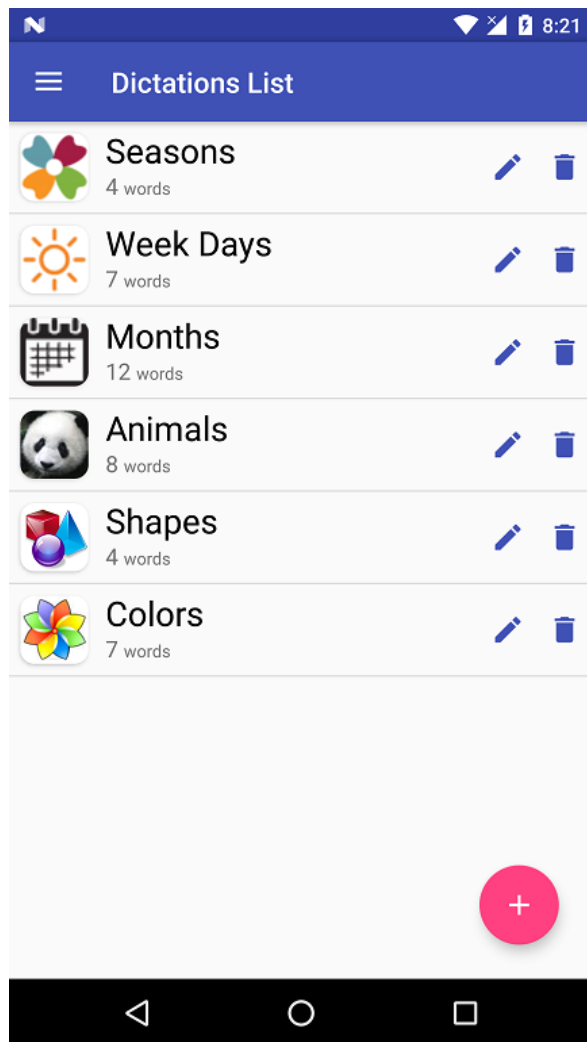 8:21
Dictations List
Seasons
4 words
Week Days
7 words
Months
12 words
Animals
8 words
Shapes
4 words
Colors
7 words